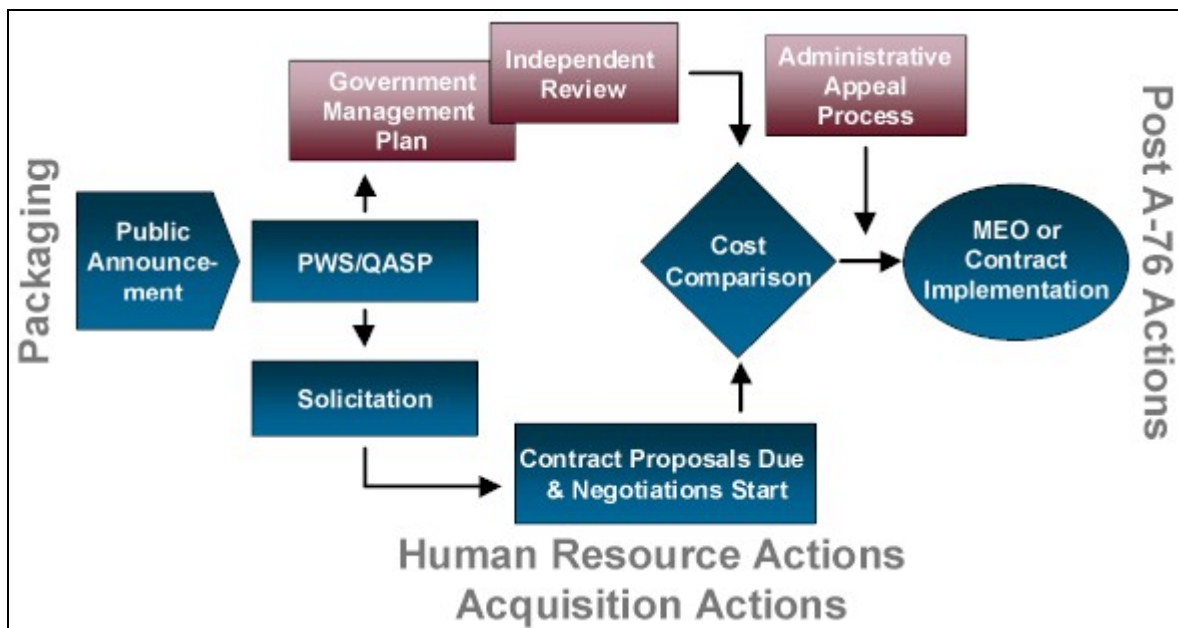 Packaging
Public
Announce-
ment
Government
Management
Plan
Independent
Review
PWS/QASP
Solicitation
Contract Proposals Due
& Negotiations Start
Cost
Comparison
Administrative
Appeal
Process
MEO or
Contract
Implementation
Post A-76 Actions
Human Resource Actions
Acquisition Actions